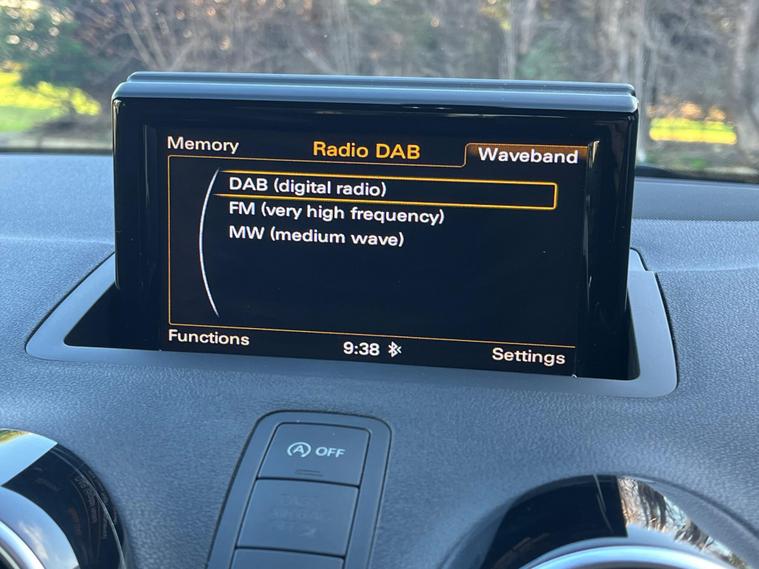 Memory
Radio DAB
Waveband
DAB (digital radio)
FM (very high frequency)
MW (medium wave)
Functions
9:38
Settings
A OFF